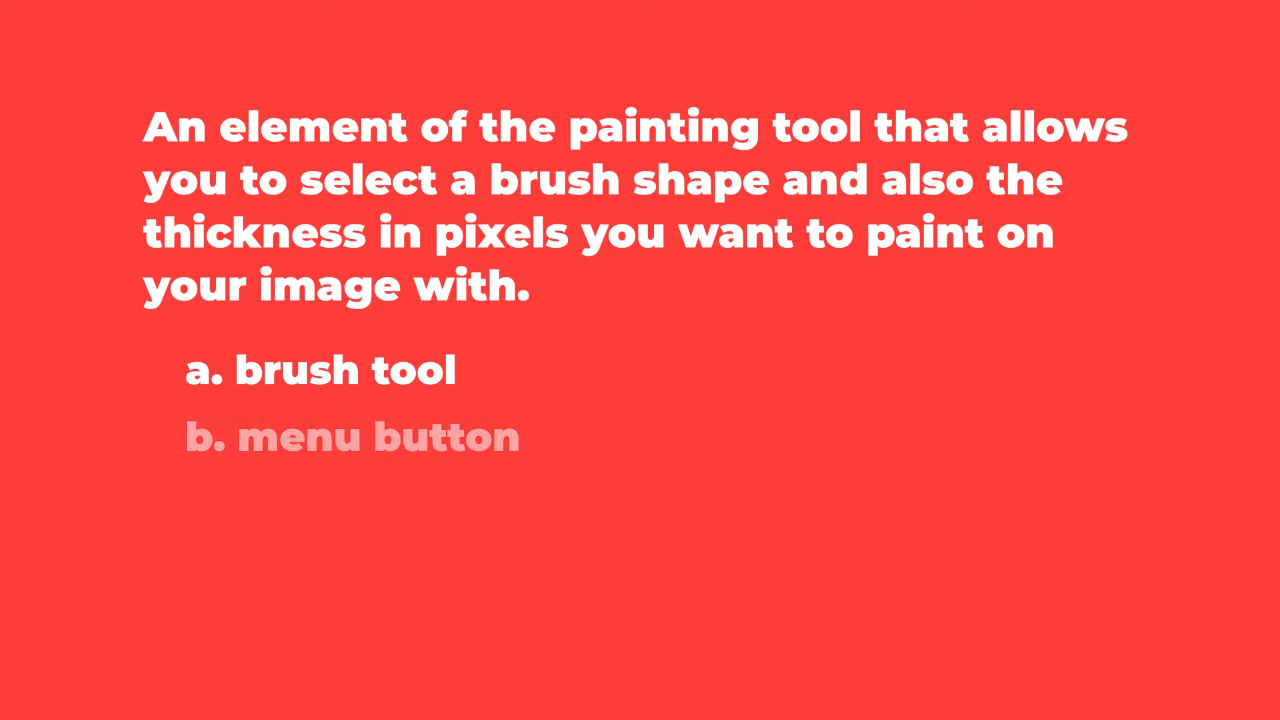 An element of the painting tool that allows
you to select a brush shape and also the
thickness in pixels you want to paint on
your image with.
a. brush tool
b. menu button